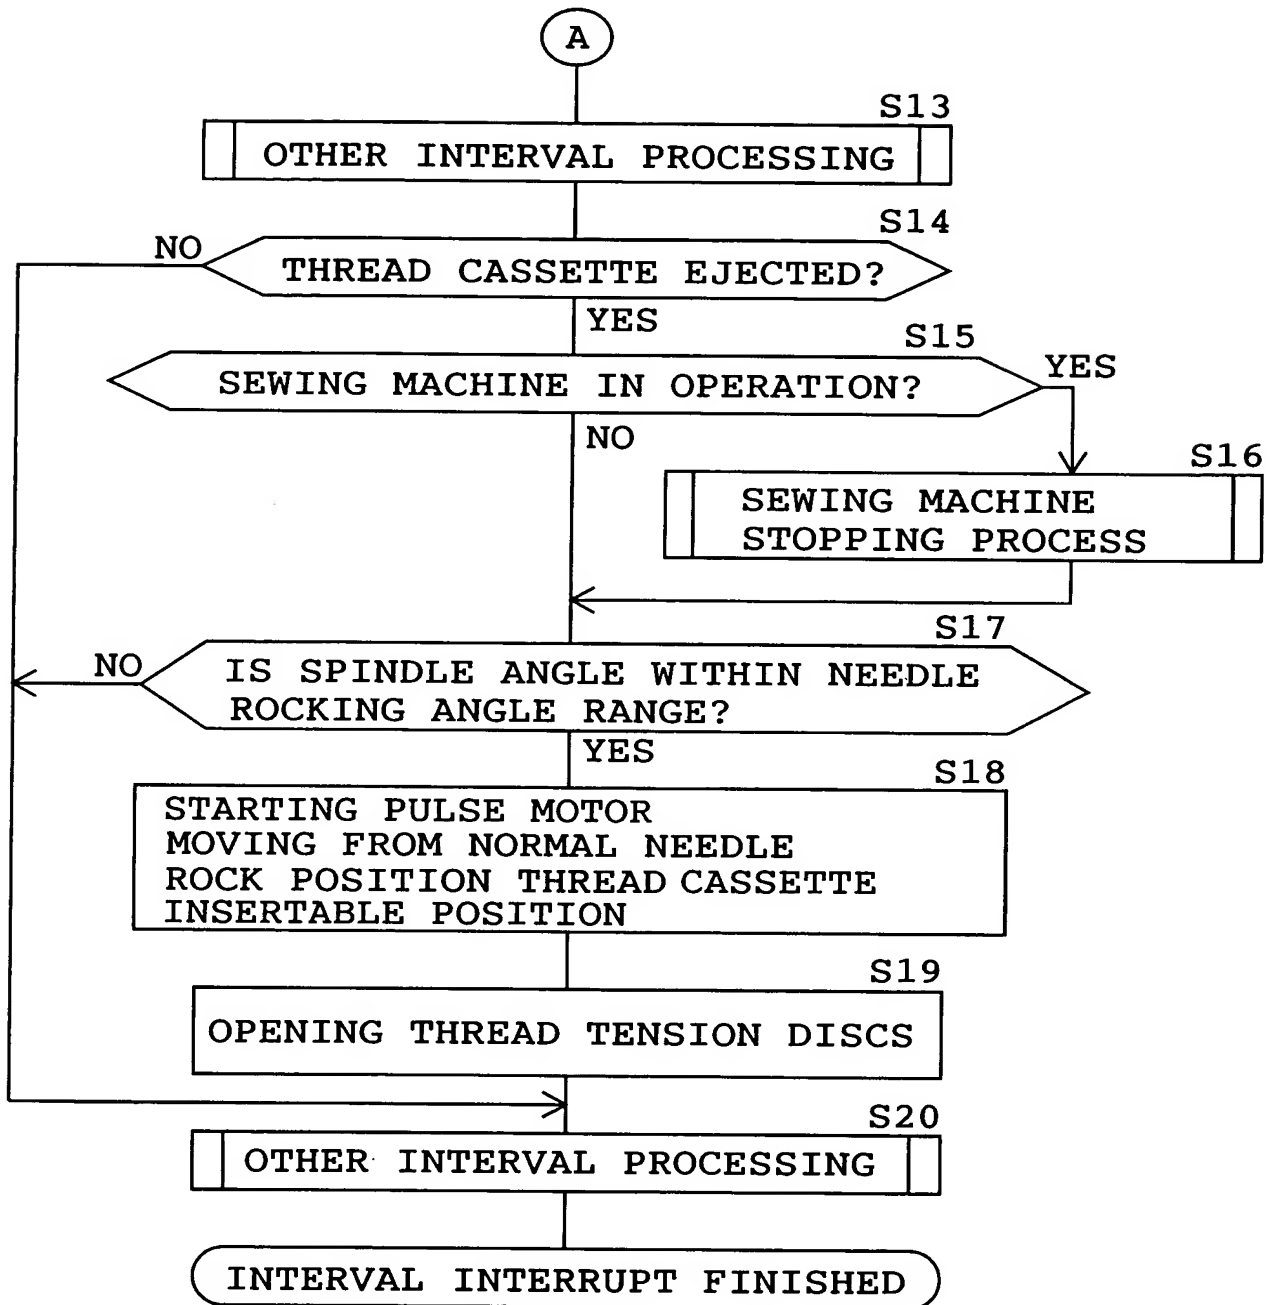 A
S13
OTHER INTERVAL PROCESSING
S14
NO
THREAD CASSETTE EJECTED?
YES
S15
YES
SEWING MACHINE IN OPERATION?
NO
S16
SEWING MACHINE
STOPPING PROCESS
S17
NO
IS SPINDLE ANGLE WITHIN NEEDLE
ROCKING ANGLE RANGE?
YES
S18
STARTING PULSE MOTOR
MOVING FROM NORMAL NEEDLE
ROCK POSITION THREAD CASSETTE
INSERTABLE POSITION
S19
OPENING THREAD TENSION DISCS
S20
OTHER INTERVAL PROCESSING
INTERVAL INTERRUPT FINISHED